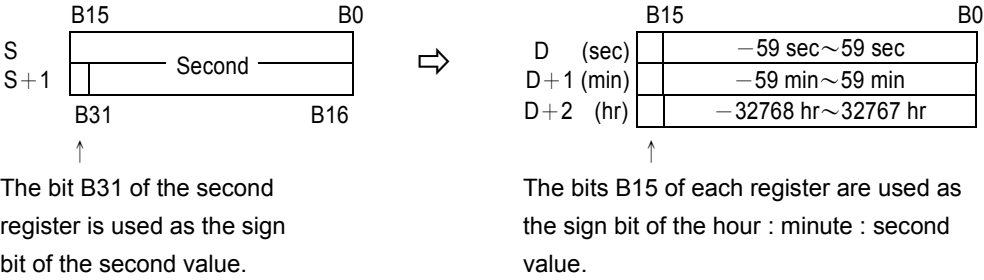 B15 B0
S
S+1
Second
B31 B16
↑
The bit B31 of the second
register is used as the sign
bit of the second value.
⇨
B15 B0
D (sec) −59 sec~59 sec
D+1 (min) −59 min~59 min
D+2 (hr) −32768 hr~32767 hr
↑
The bits B15 of each register are used as
the sign bit of the hour : minute : second
value.